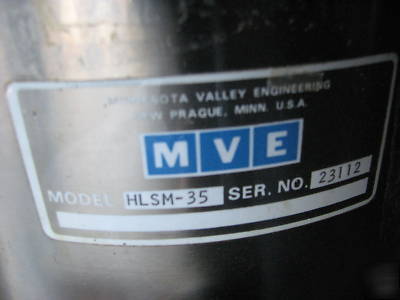 MINNESOTA VALLEY ENGINEERING
NEW PRAGUE, MINN. U.S.A.
MVE
MODEL HLSM-35 SER. NO. 23112